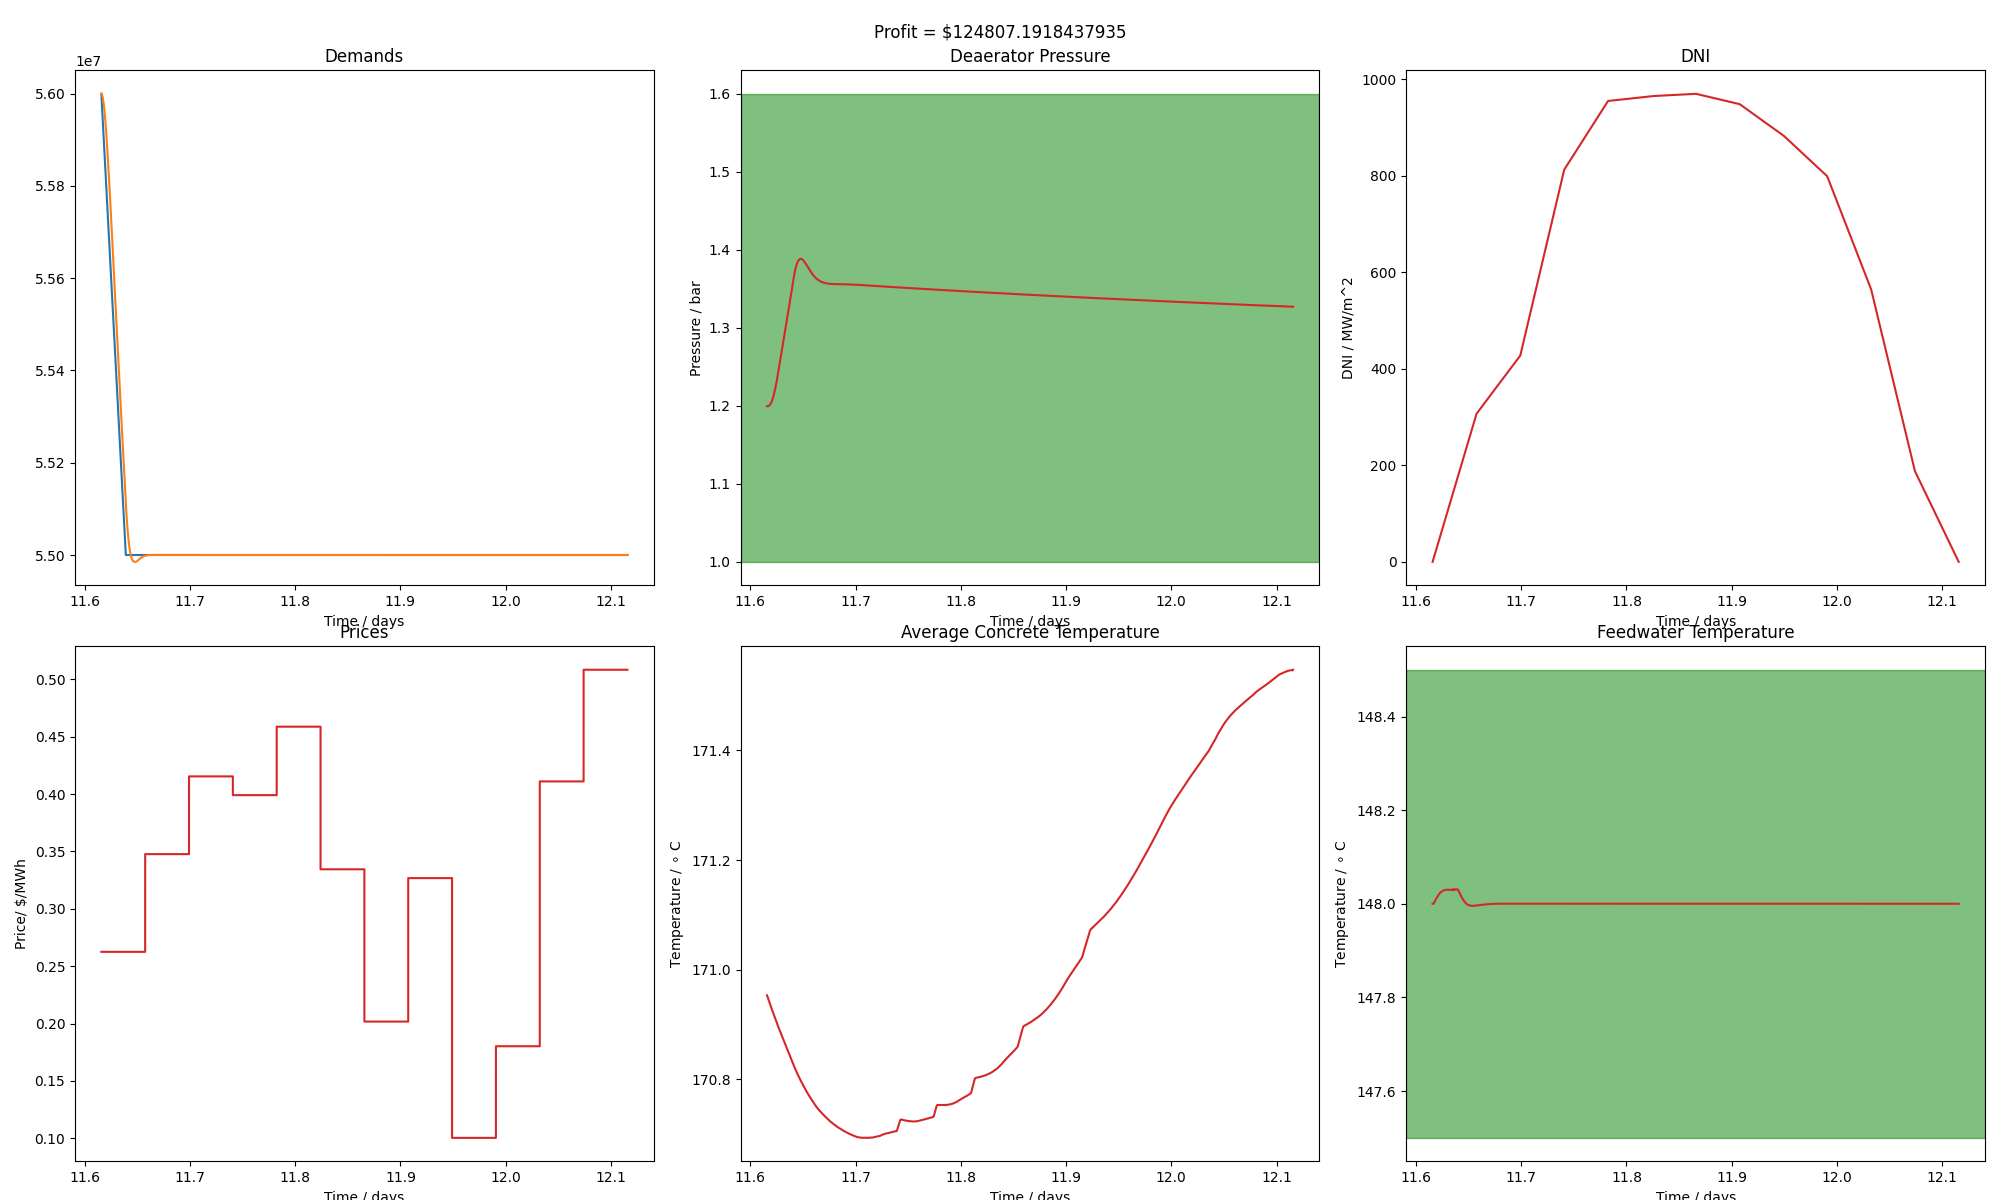 Profit = $124807.1918437935
Demands
1e7
5.60
5.58
5.56
5.54
5.52
5.50
11.6 11.7 11.8 11.9 12.0 12.1
Time / days
Deaerator Pressure
Pressure / bar
1.6
1.5
1.4
1.3
1.2
1.1
1.0
11.6 11.7 11.8 11.9 12.0 12.1
Time / days
DNI
DNI / MW/m^2
1000
800
600
400
200
0
11.6 11.7 11.8 11.9 12.0 12.1
Time / days
Prices
Price/ $/MWh
0.50
0.45
0.40
0.35
0.30
0.25
0.20
0.15
0.10
11.6 11.7 11.8 11.9 12.0 12.1
Time / days
Average Concrete Temperature
Temperature / ∘ C
171.4
171.2
171.0
170.8
11.6 11.7 11.8 11.9 12.0 12.1
Time / days
Feedwater Temperature
Temperature / ∘ C
148.4
148.2
148.0
147.8
147.6
11.6 11.7 11.8 11.9 12.0 12.1
Time / days